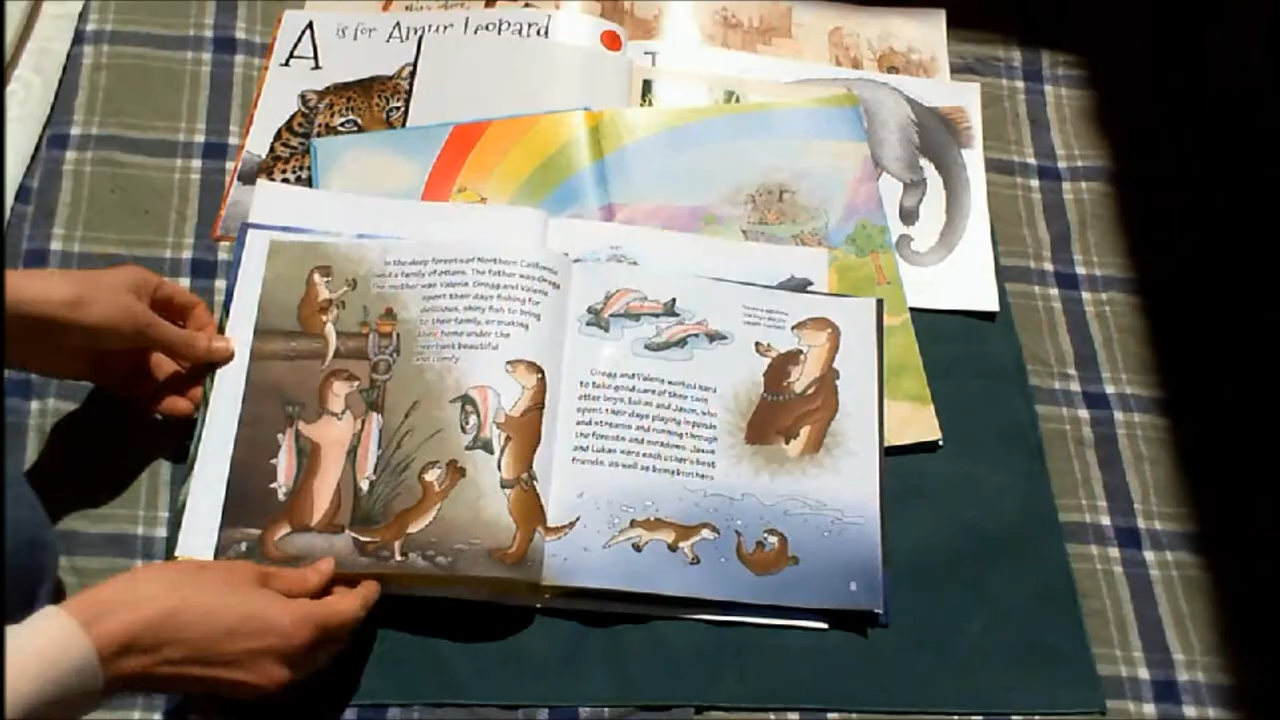 A is for Amur Leopard
In the deep forests of Northern California
lived a family of otters. The father was Gregg
The mother was Valerie. Gregg and Valerie
spent their days fishing for
delicious, shiny fish to bring
to their family, or making
their home under the
riverbank beautiful
and comfy.
Gregg and Valerie worked hard
to take good care of their twin
otter boys, Lukas and Jason, who
spent their days playing in ponds
and streams and running through
the forests and meadows. Jason
and Lukas were each other's best
friends, as well as being brothers